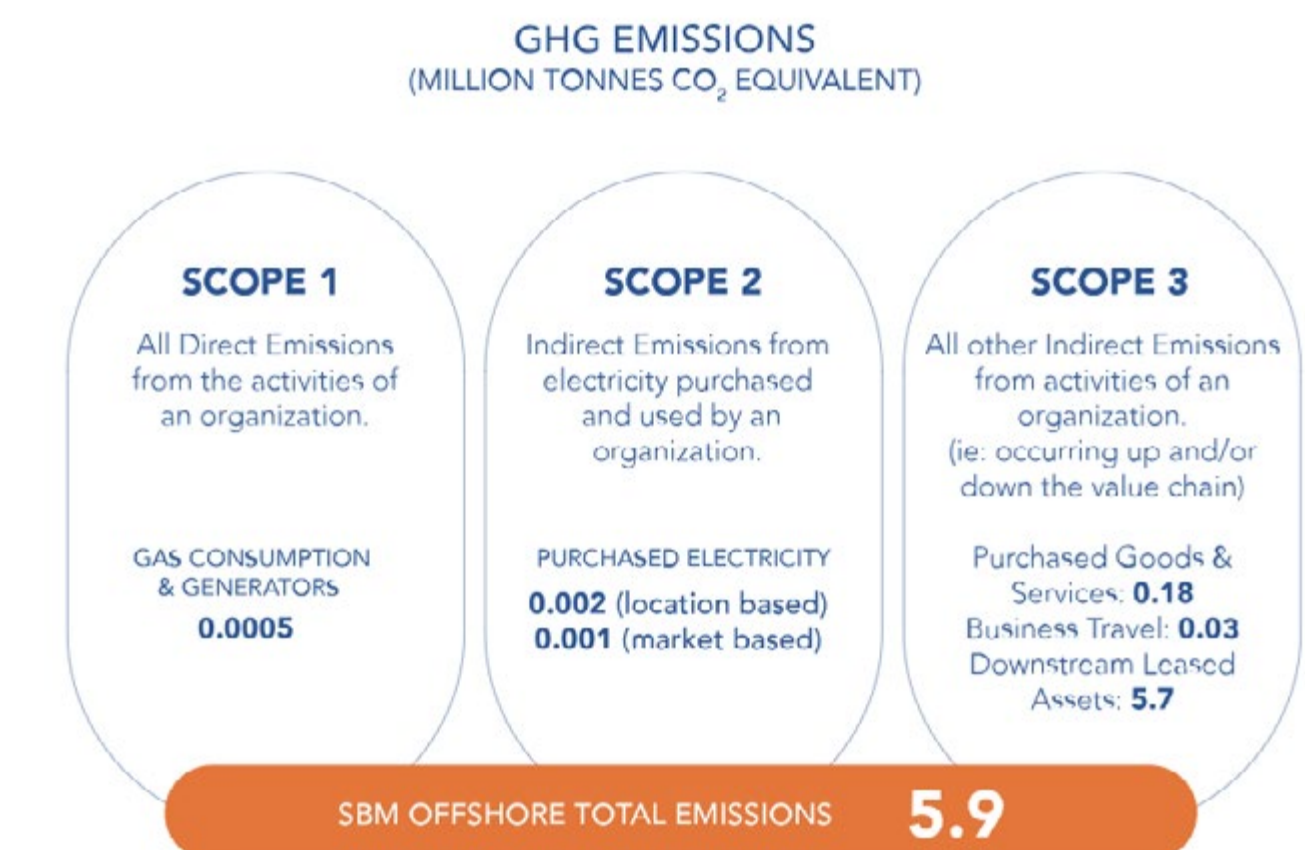 GHG EMISSIONS
(MILLION TONNES CO₂ EQUIVALENT)
SCOPE 1
All Direct Emissions
from the activities of
an organization.
GAS CONSUMPTION
& GENERATORS
0.0005
SCOPE 2
Indirect Emissions from
electricity purchased
and used by an
organization.
PURCHASED ELECTRICITY
0.002 (location based)
0.001 (market based)
SCOPE 3
All other Indirect Emissions
from activities of an
organization.
(ie: occurring up and/or
down the value chain)
Purchased Goods &
Services: 0.18
Business Travel: 0.03
Downstream Leased
Assets: 5.7
SBM OFFSHORE TOTAL EMISSIONS 5.9